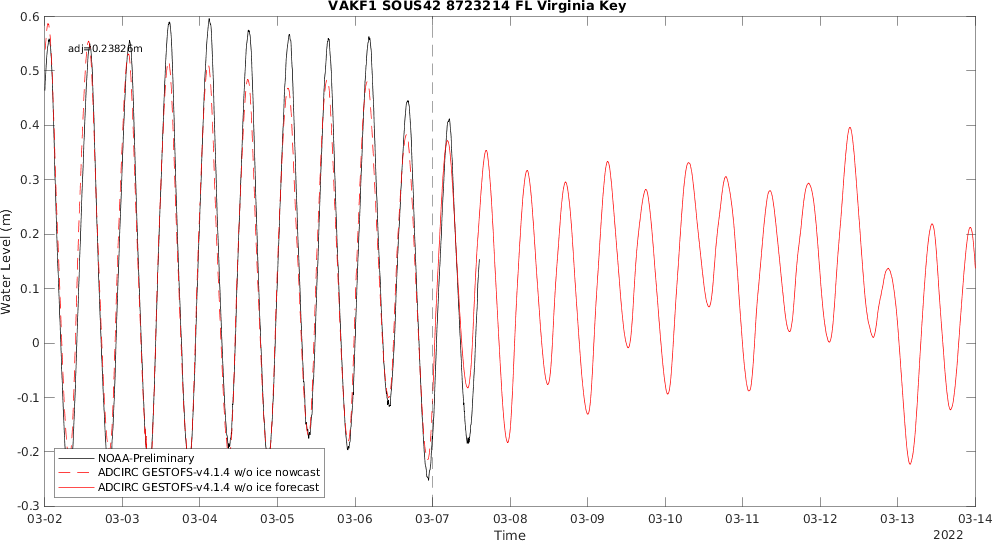 VAKF1 SOUS42 8723214 FL Virginia Key
adj=0.23826m
Water Level (m)
0.6
0.5
0.4
0.3
0.2
0.1
0
-0.1
-0.2
-0.3
NOAA-Preliminary
ADCIRC GESTOFS-v4.1.4 w/o ice nowcast
ADCIRC GESTOFS-v4.1.4 w/o ice forecast
03-02 03-03 03-04 03-05 03-06 03-07 03-08 03-09 03-10 03-11 03-12 03-13 03-14
Time
2022